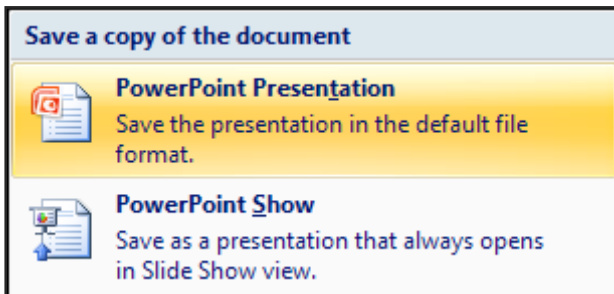 Save a copy of the document
PowerPoint Presentation
Save the presentation in the default file
format.
PowerPoint Show
Save as a presentation that always opens
in Slide Show view.